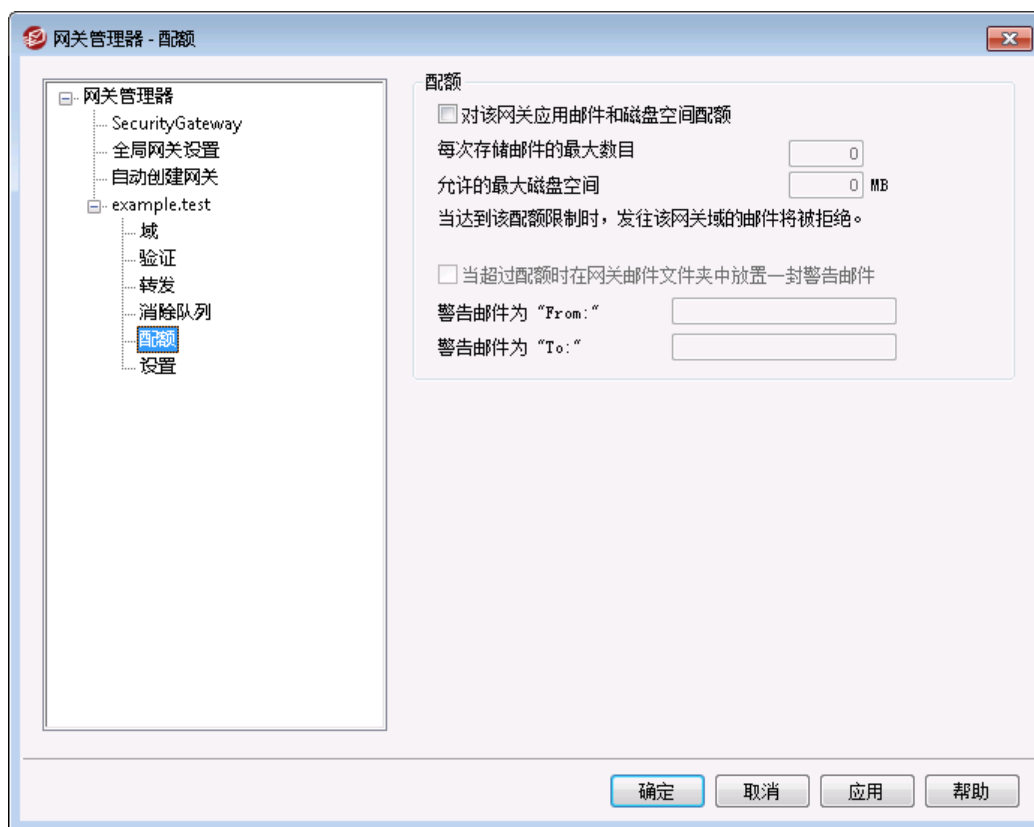 网关管理器 - 配额
网关管理器
SecurityGateway
全局网关设置
自动创建网关
example.test
域
验证
转发
消除队列
配额
设置
配额
对该网关应用邮件和磁盘空间配额
每次存储邮件的最大数目 0
允许的最大磁盘空间 0 MB
当达到该配额限制时，发往该网关域的邮件将被拒绝。
当超过配额时在网关邮件文件夹中放置一封警告邮件
警告邮件为 "From:"
警告邮件为 "To:"
确定 取消 应用 帮助